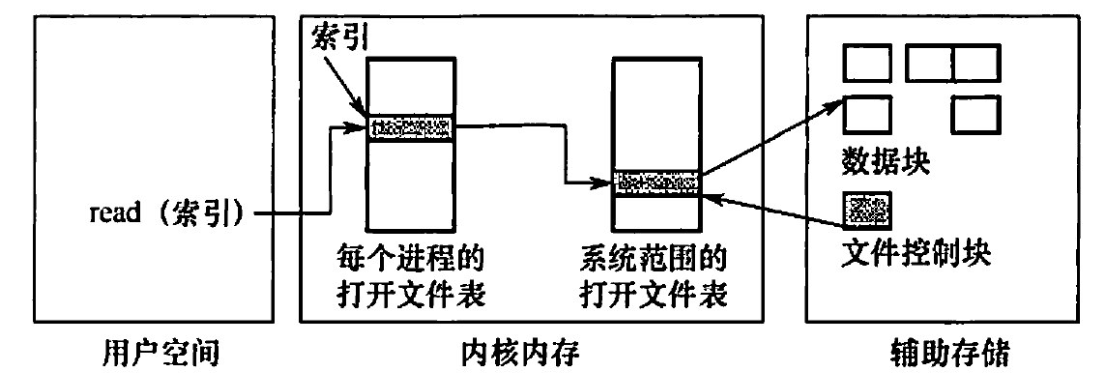 索引
read（索引）
每个进程的
打开文件表
系统范围的
打开文件表
数据块
文件控制块
用户空间
内核内存
辅助存储